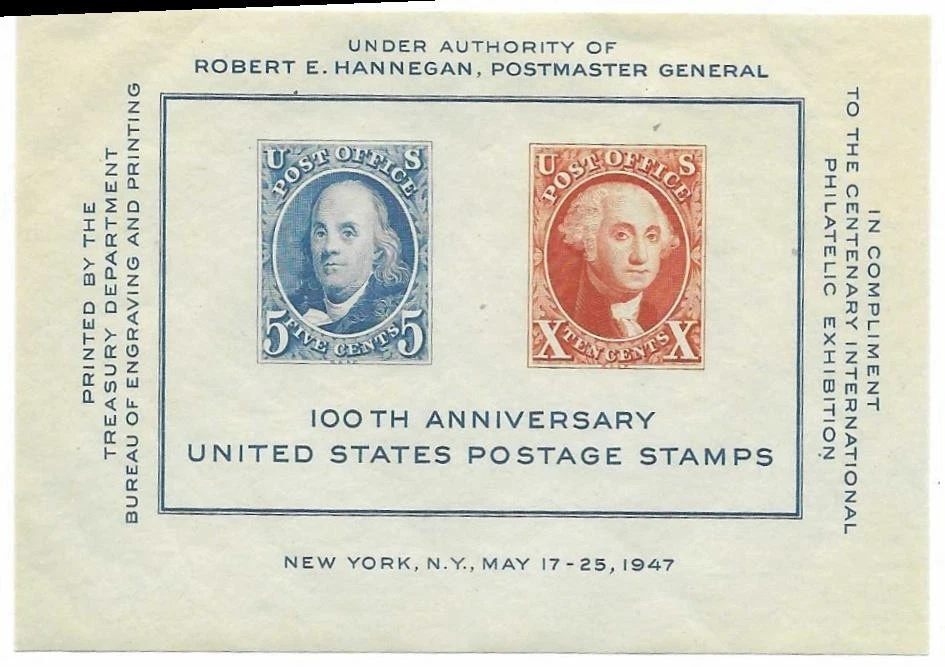 UNDER AUTHORITY OF
ROBERT E. HANNEGAN, POSTMASTER GENERAL
PRINTED BY THE
TREASURY DEPARTMENT
BUREAU OF ENGRAVING AND PRINTING
U S
POST OFFICE
5 5
FIVE CENTS
U S
POST OFFICE
X X
TEN CENTS
100TH ANNIVERSARY
UNITED STATES POSTAGE STAMPS
IN COMPLIMENT
TO THE CENTENARY INTERNATIONAL
PHILATELIC EXHIBITION
NEW YORK, N.Y., MAY 17-25, 1947